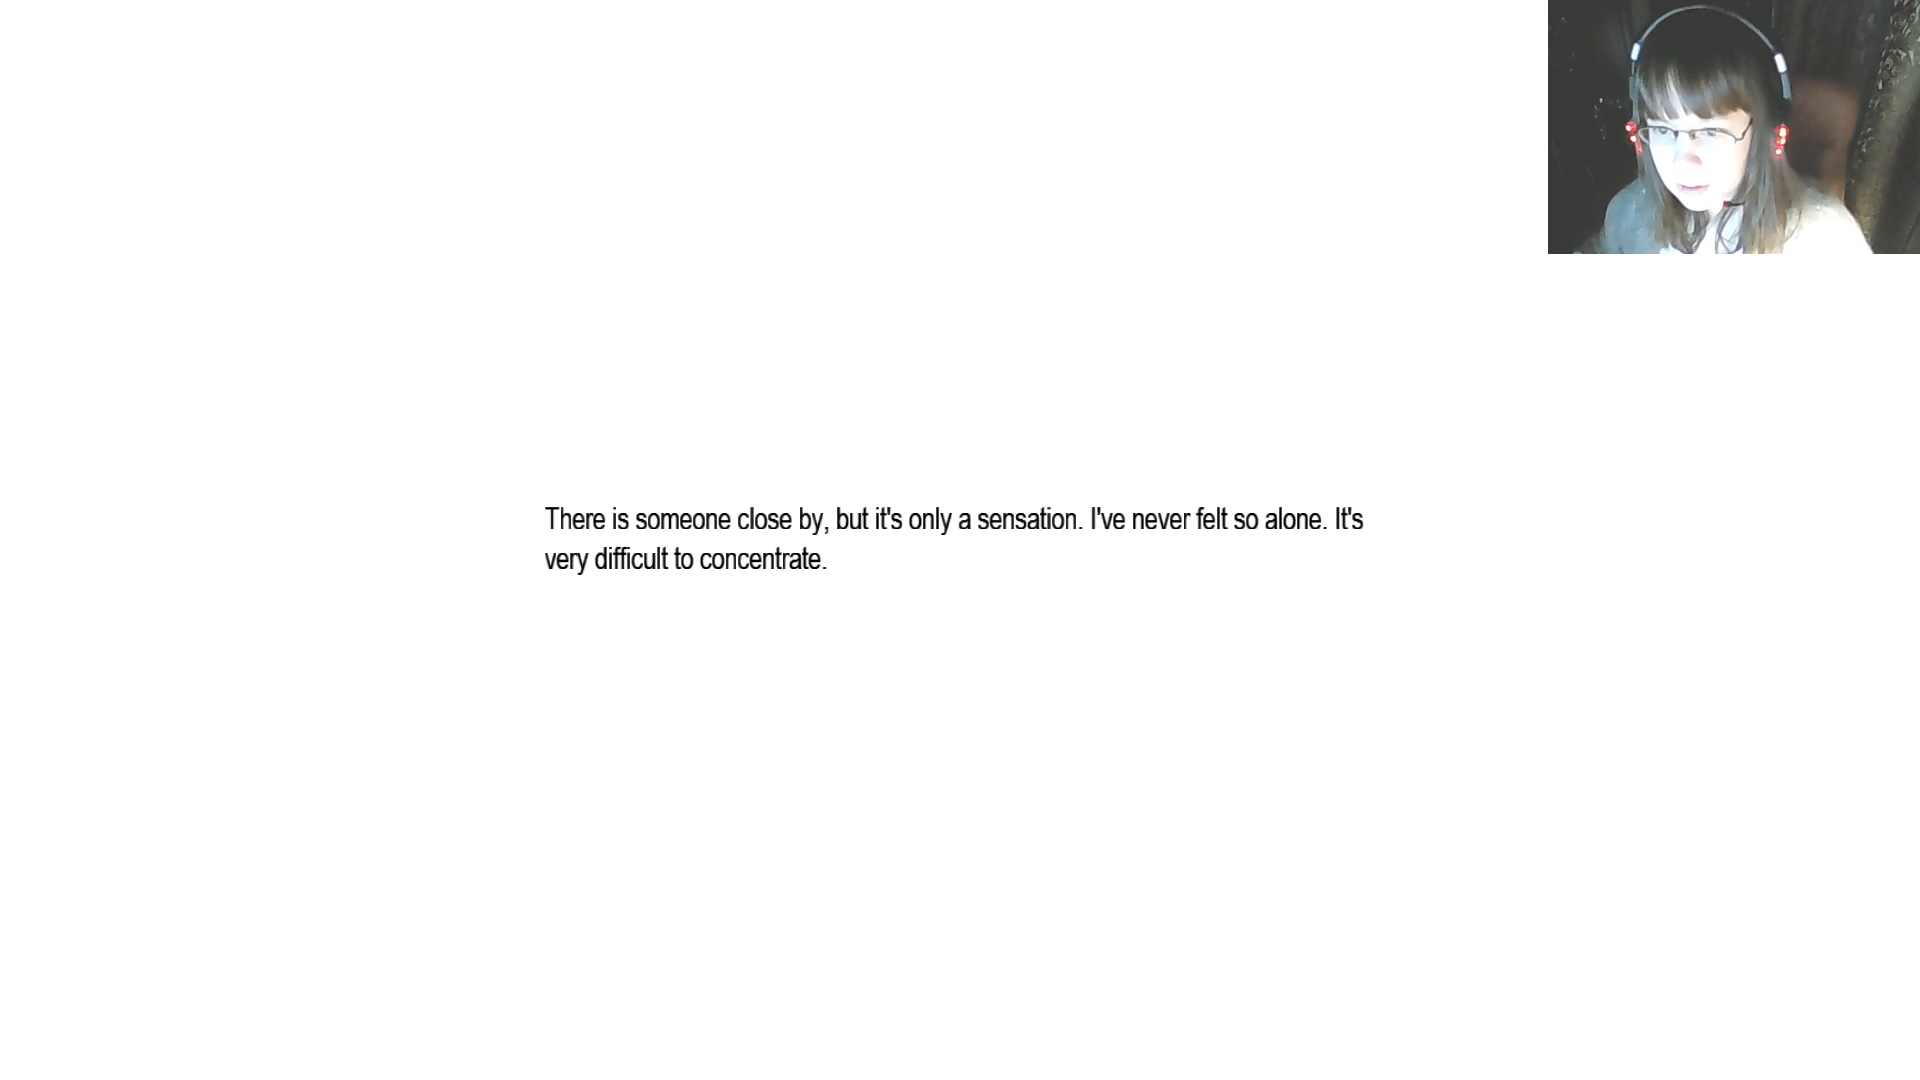 There is someone close by, but it's only a sensation. I've never felt so alone. It's
very difficult to concentrate.